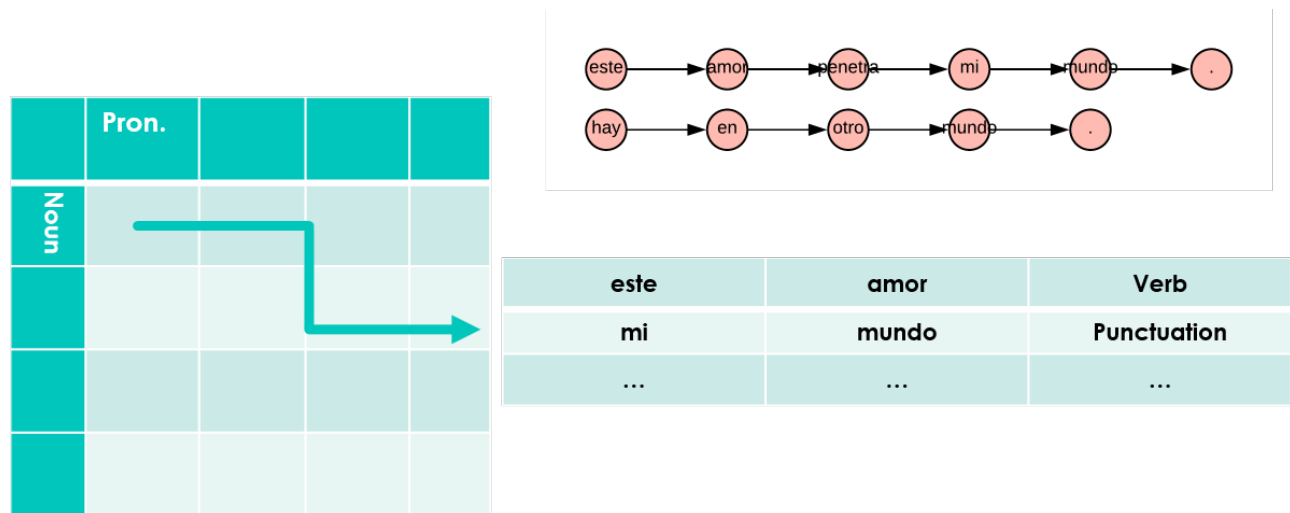 este amor penetra mi mundo .
hay en otro mundo .
Pron.
Noun
este amor Verb
mi mundo Punctuation
... ... ...